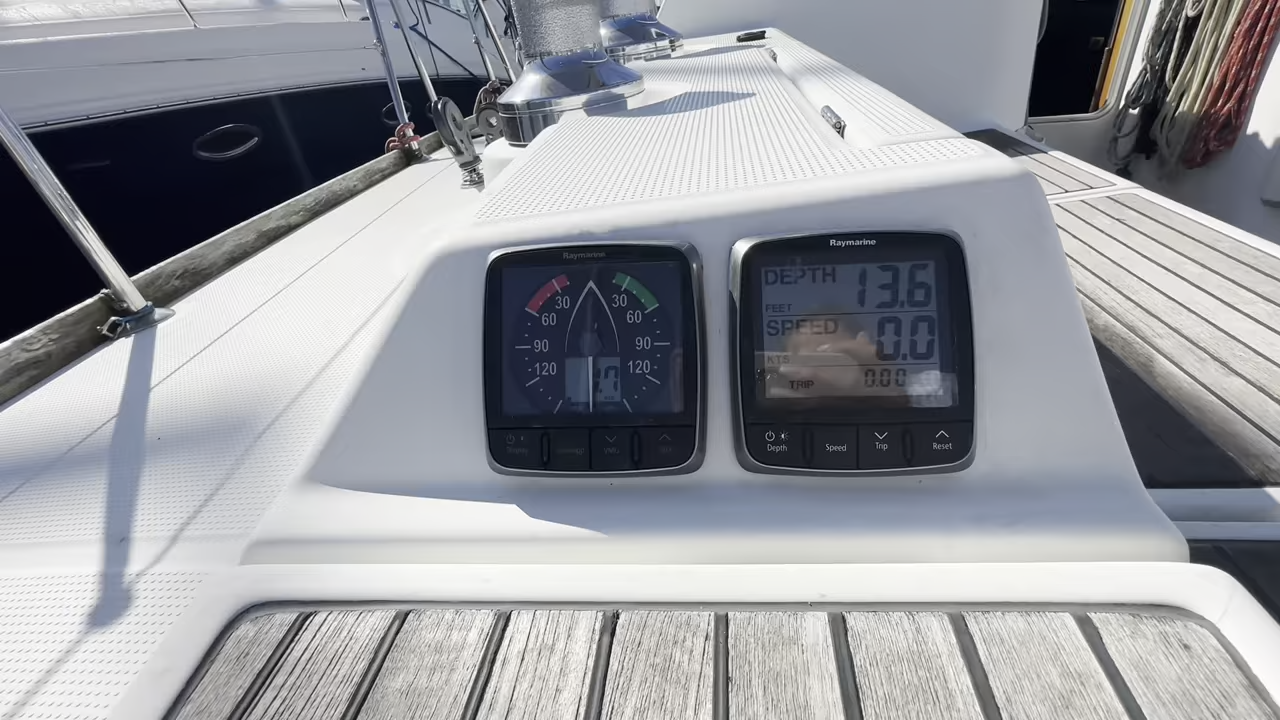 Raymarine
30 30
60 60
90 90
120 120
VMG
Raymarine
DEPTH 13.6
FEET
SPEED 0.0
KTS
TRIP 0.00
Depth Speed Trip Reset